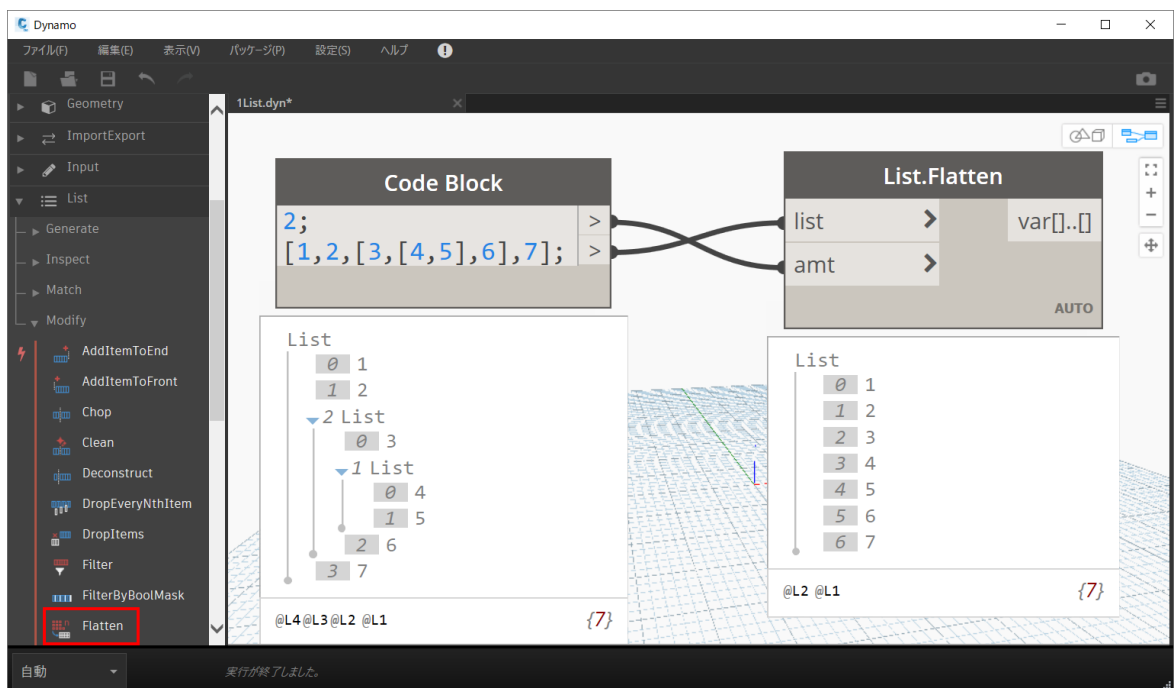 Dynamo
ファイル(F) 編集(E) 表示(V) パッケージ(P) 設定(S) ヘルプ
Geometry
ImportExport
Input
List
Generate
Inspect
Match
Modify
AddItemToEnd
AddItemToFront
Chop
Clean
Deconstruct
DropEveryNthItem
DropItems
Filter
FilterByBoolMask
Flatten
1List.dyn*
Code Block
2; >
[1,2,[3,[4,5],6],7]; >
List
0 1
1 2
2 List
0 3
1 List
0 4
1 5
2 6
3 7
@L4 @L3 @L2 @L1 {7}
List.Flatten
list > var[]..[]
amt >
AUTO
List
0 1
1 2
2 3
3 4
4 5
5 6
6 7
@L2 @L1 {7}
自動 実行が終了しました。